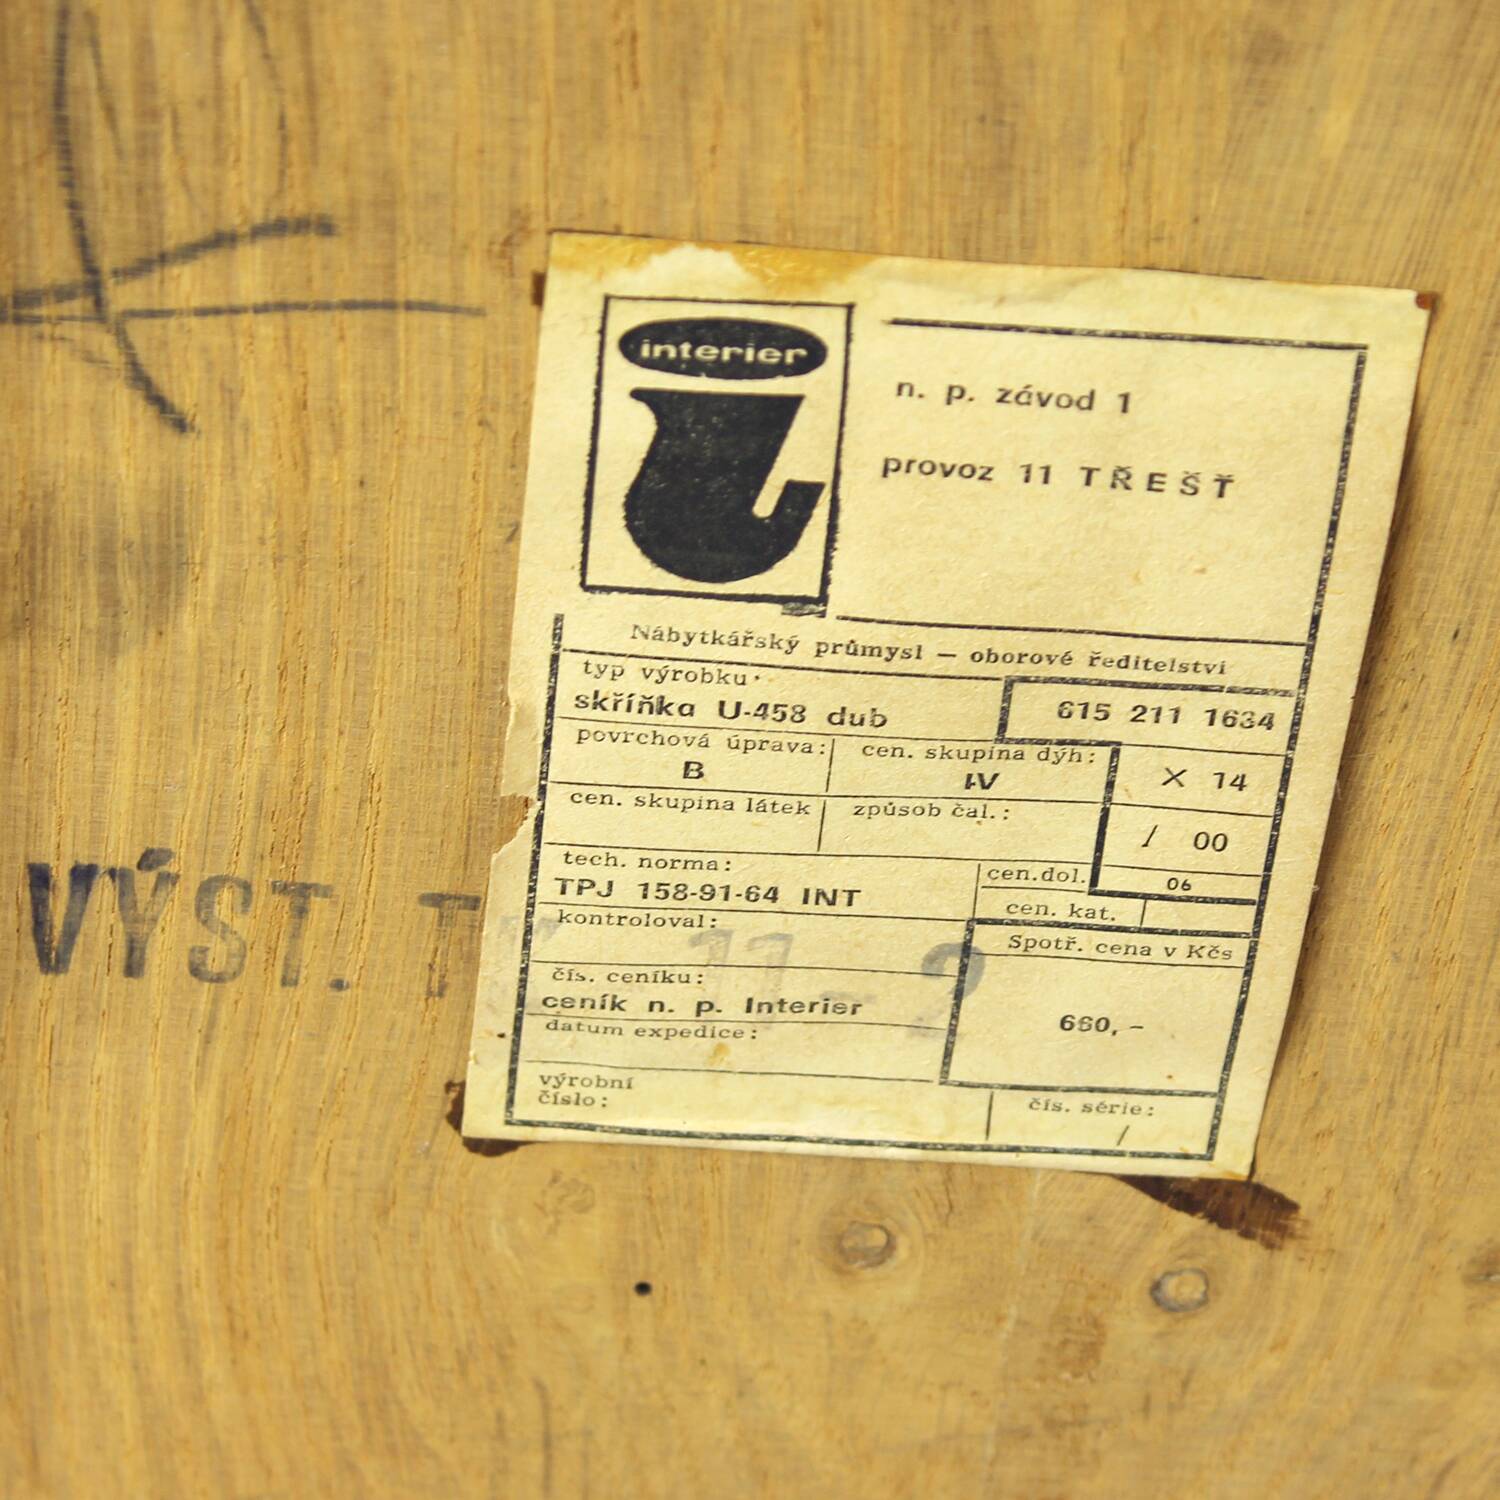 interier
n. p. závod 1
provoz 11 TŘEŠŤ
Nábytkářský průmysl — oborové ředitelství
typ výrobku
skříňka U-458 dub
615 211 1634
povrchová úprava:
B
cen. skupina dýh:
IV
X 14
cen. skupina látek
způsob čal.:
/ 00
tech. norma:
TPJ 158-91-64 INT
cen.dol.
06
cen. kat.
kontroloval:
Spotř. cena v Kčs
660,-
čís. ceníku:
ceník n. p. Interier
datum expedice:
výrobní
číslo:
čís. série:
/
VÝST.